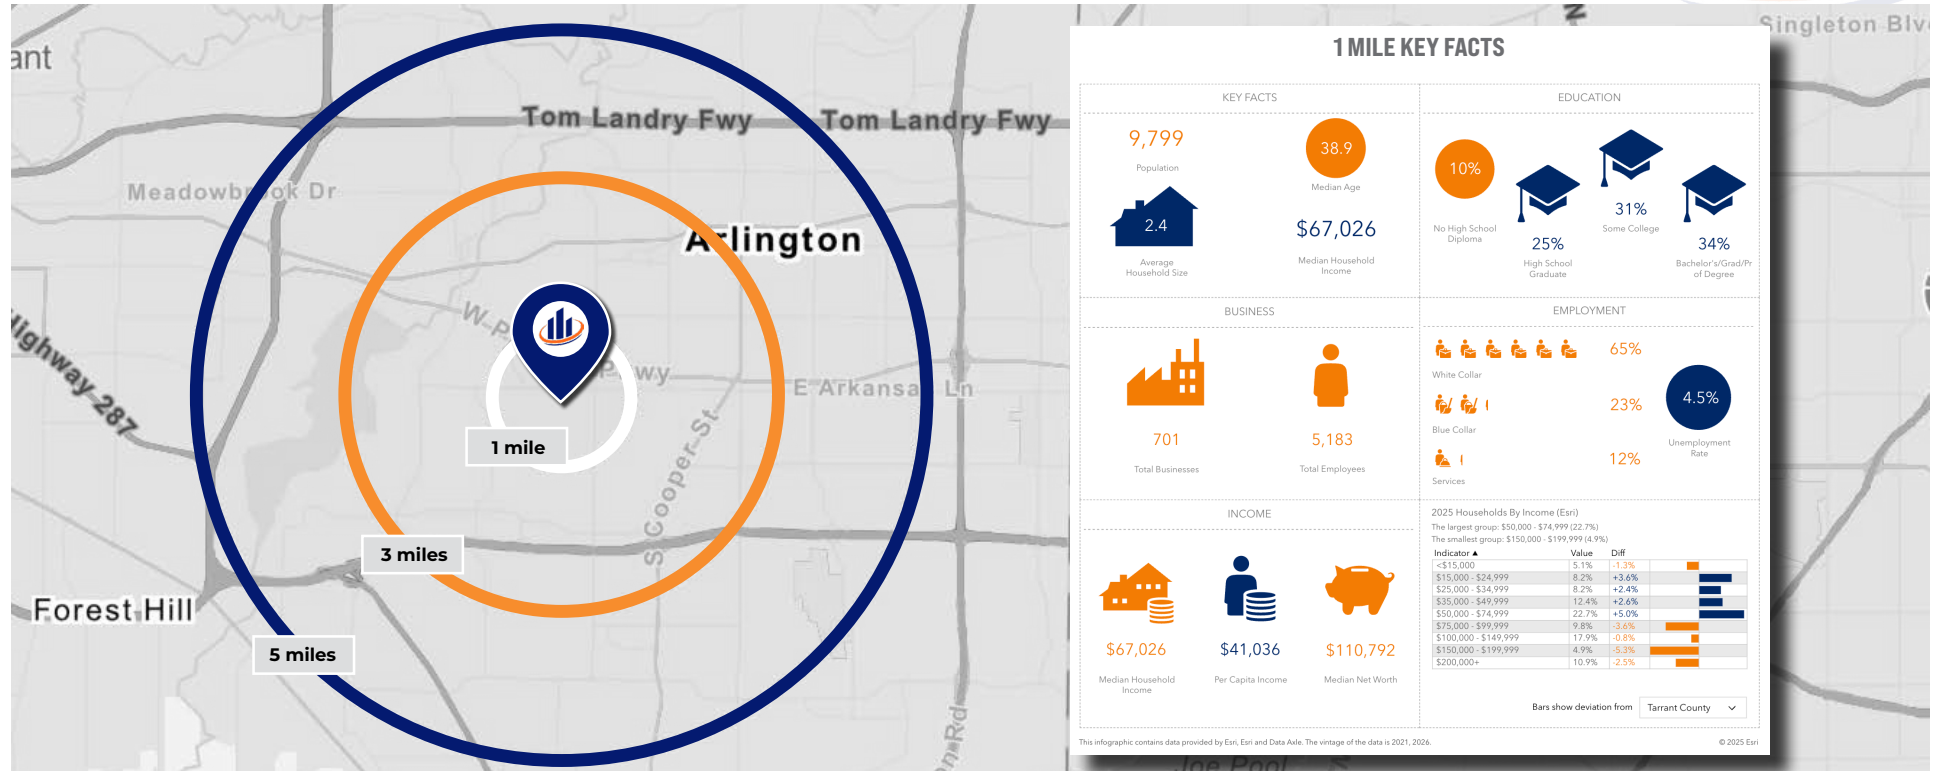 ant
Singleton Blv
Tom Landry Fwy
Tom Landry Fwy
Meadowbrook Dr
Arlington
W P
P wy
E Arkansas Ln
Highway 287
S Cooper St
1 mile
3 miles
Forest Hill
5 miles
on Rd
Joe Pool
1 MILE KEY FACTS
KEY FACTS
9,799
Population
38.9
Median Age
2.4
Average
Household Size
$67,026
Median Household
Income
EDUCATION
10%
No High School
Diploma
25%
High School
Graduate
31%
Some College
34%
Bachelor's/Grad/Pr
of Degree
BUSINESS
701
Total Businesses
5,183
Total Employees
EMPLOYMENT
65%
White Collar
23%
Blue Collar
12%
Services
4.5%
Unemployment
Rate
INCOME
$67,026
Median Household
Income
$41,036
Per Capita Income
$110,792
Median Net Worth
2025 Households By Income (Esri)
The largest group: $50,000 - $74,999 (22.7%)
The smallest group: $150,000 - $199,999 (4.9%)
Indicator ▲ Value Diff
<$15,000 5.1% -1.3%
$15,000 - $24,999 8.2% +3.6%
$25,000 - $34,999 8.2% +2.4%
$35,000 - $49,999 12.4% +2.6%
$50,000 - $74,999 22.7% +5.0%
$75,000 - $99,999 9.8% -3.6%
$100,000 - $149,999 17.9% -0.8%
$150,000 - $199,999 4.9% -5.3%
$200,000+ 10.9% -2.5%
Bars show deviation from Tarrant County
This infographic contains data provided by Esri, Esri and Data Axle. The vintage of the data is 2021, 2026.
© 2025 Esri